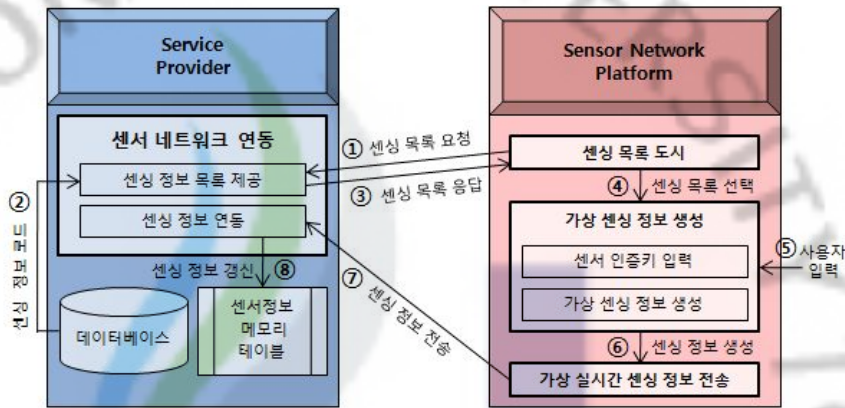 Service
Provider
Sensor Network
Platform
센서 네트워크 연동
센싱 정보 목록 제공
센싱 정보 연동
① 센싱 목록 요청
③ 센싱 목록 응답
② 센싱 정보 로드
센싱 정보 갱신 ⑧
데이터베이스
센서정보
메모리
테이블
⑦ 센싱 정보 전송
센싱 목록 도시
④ 센싱 목록 선택
가상 센싱 정보 생성
센서 인증키 입력
가상 센싱 정보 생성
⑤ 사용자
입력
⑥ 센싱 정보 생성
가상 실시간 센싱 정보 전송